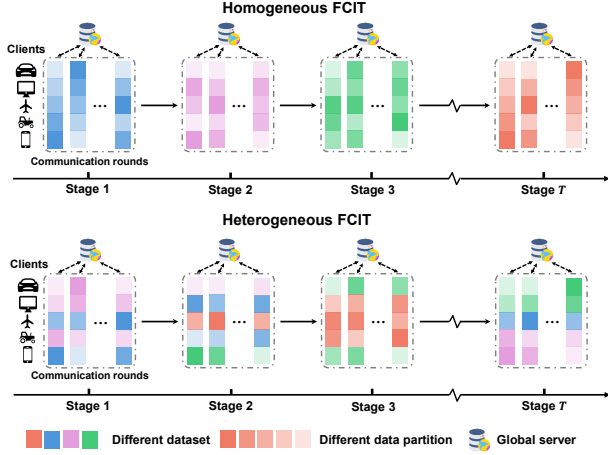 Homogeneous FCIT
Clients
...
...
...
...
Communication rounds
Stage 1
Stage 2
Stage 3
Stage T
Heterogeneous FCIT
Clients
...
...
...
...
Communication rounds
Stage 1
Stage 2
Stage 3
Stage T
Different dataset
Different data partition
Global server